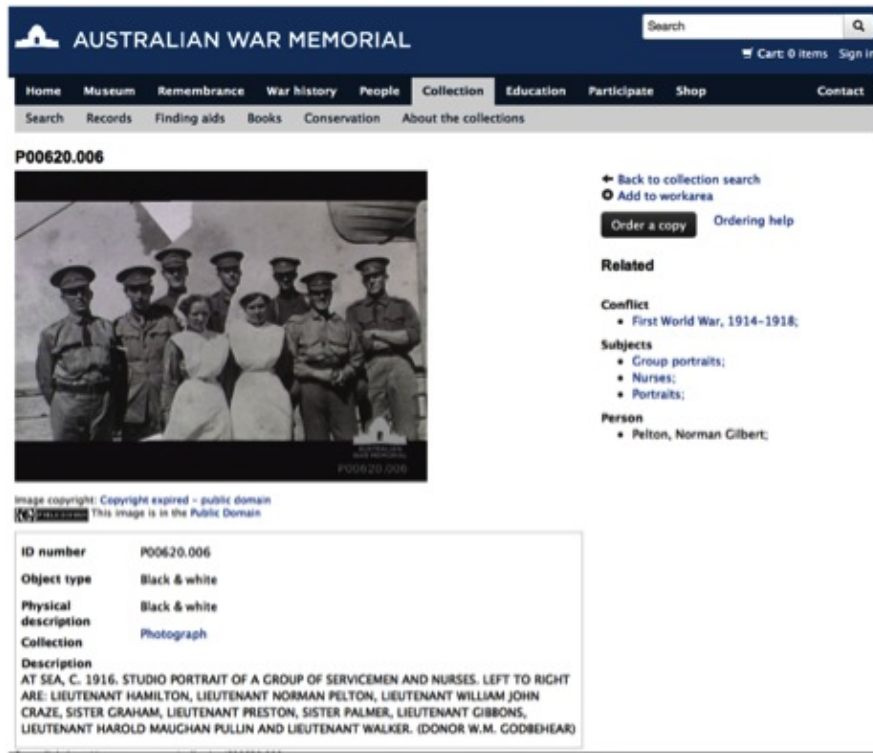 AUSTRALIAN WAR MEMORIAL
Search
Cart: 0 items Sign in
Home Museum Remembrance War history People Collection Education Participate Shop Contact
Search Records Finding aids Books Conservation About the collections
P00620.006
AUSTRALIAN
WAR MEMORIAL
P00620.006
Back to collection search
Add to workarea
Order a copy Ordering help
Related
Conflict
First World War, 1914-1918;
Subjects
Group portraits;
Nurses;
Portraits;
Person
Pelton, Norman Gilbert;
Image copyright: Copyright expired - public domain
This image is in the Public Domain
ID number P00620.006
Object type Black & white
Physical description Black & white
Collection Photograph
Description
AT SEA, C. 1916. STUDIO PORTRAIT OF A GROUP OF SERVICEMEN AND NURSES. LEFT TO RIGHT
ARE: LIEUTENANT HAMILTON, LIEUTENANT NORMAN PELTON, LIEUTENANT WILLIAM JOHN
CRAZE, SISTER GRAHAM, LIEUTENANT PRESTON, SISTER PALMER, LIEUTENANT GIBBONS,
LIEUTENANT HAROLD MAUGHAN PULLIN AND LIEUTENANT WALKER. (DONOR W.M. GODBEHEAR)